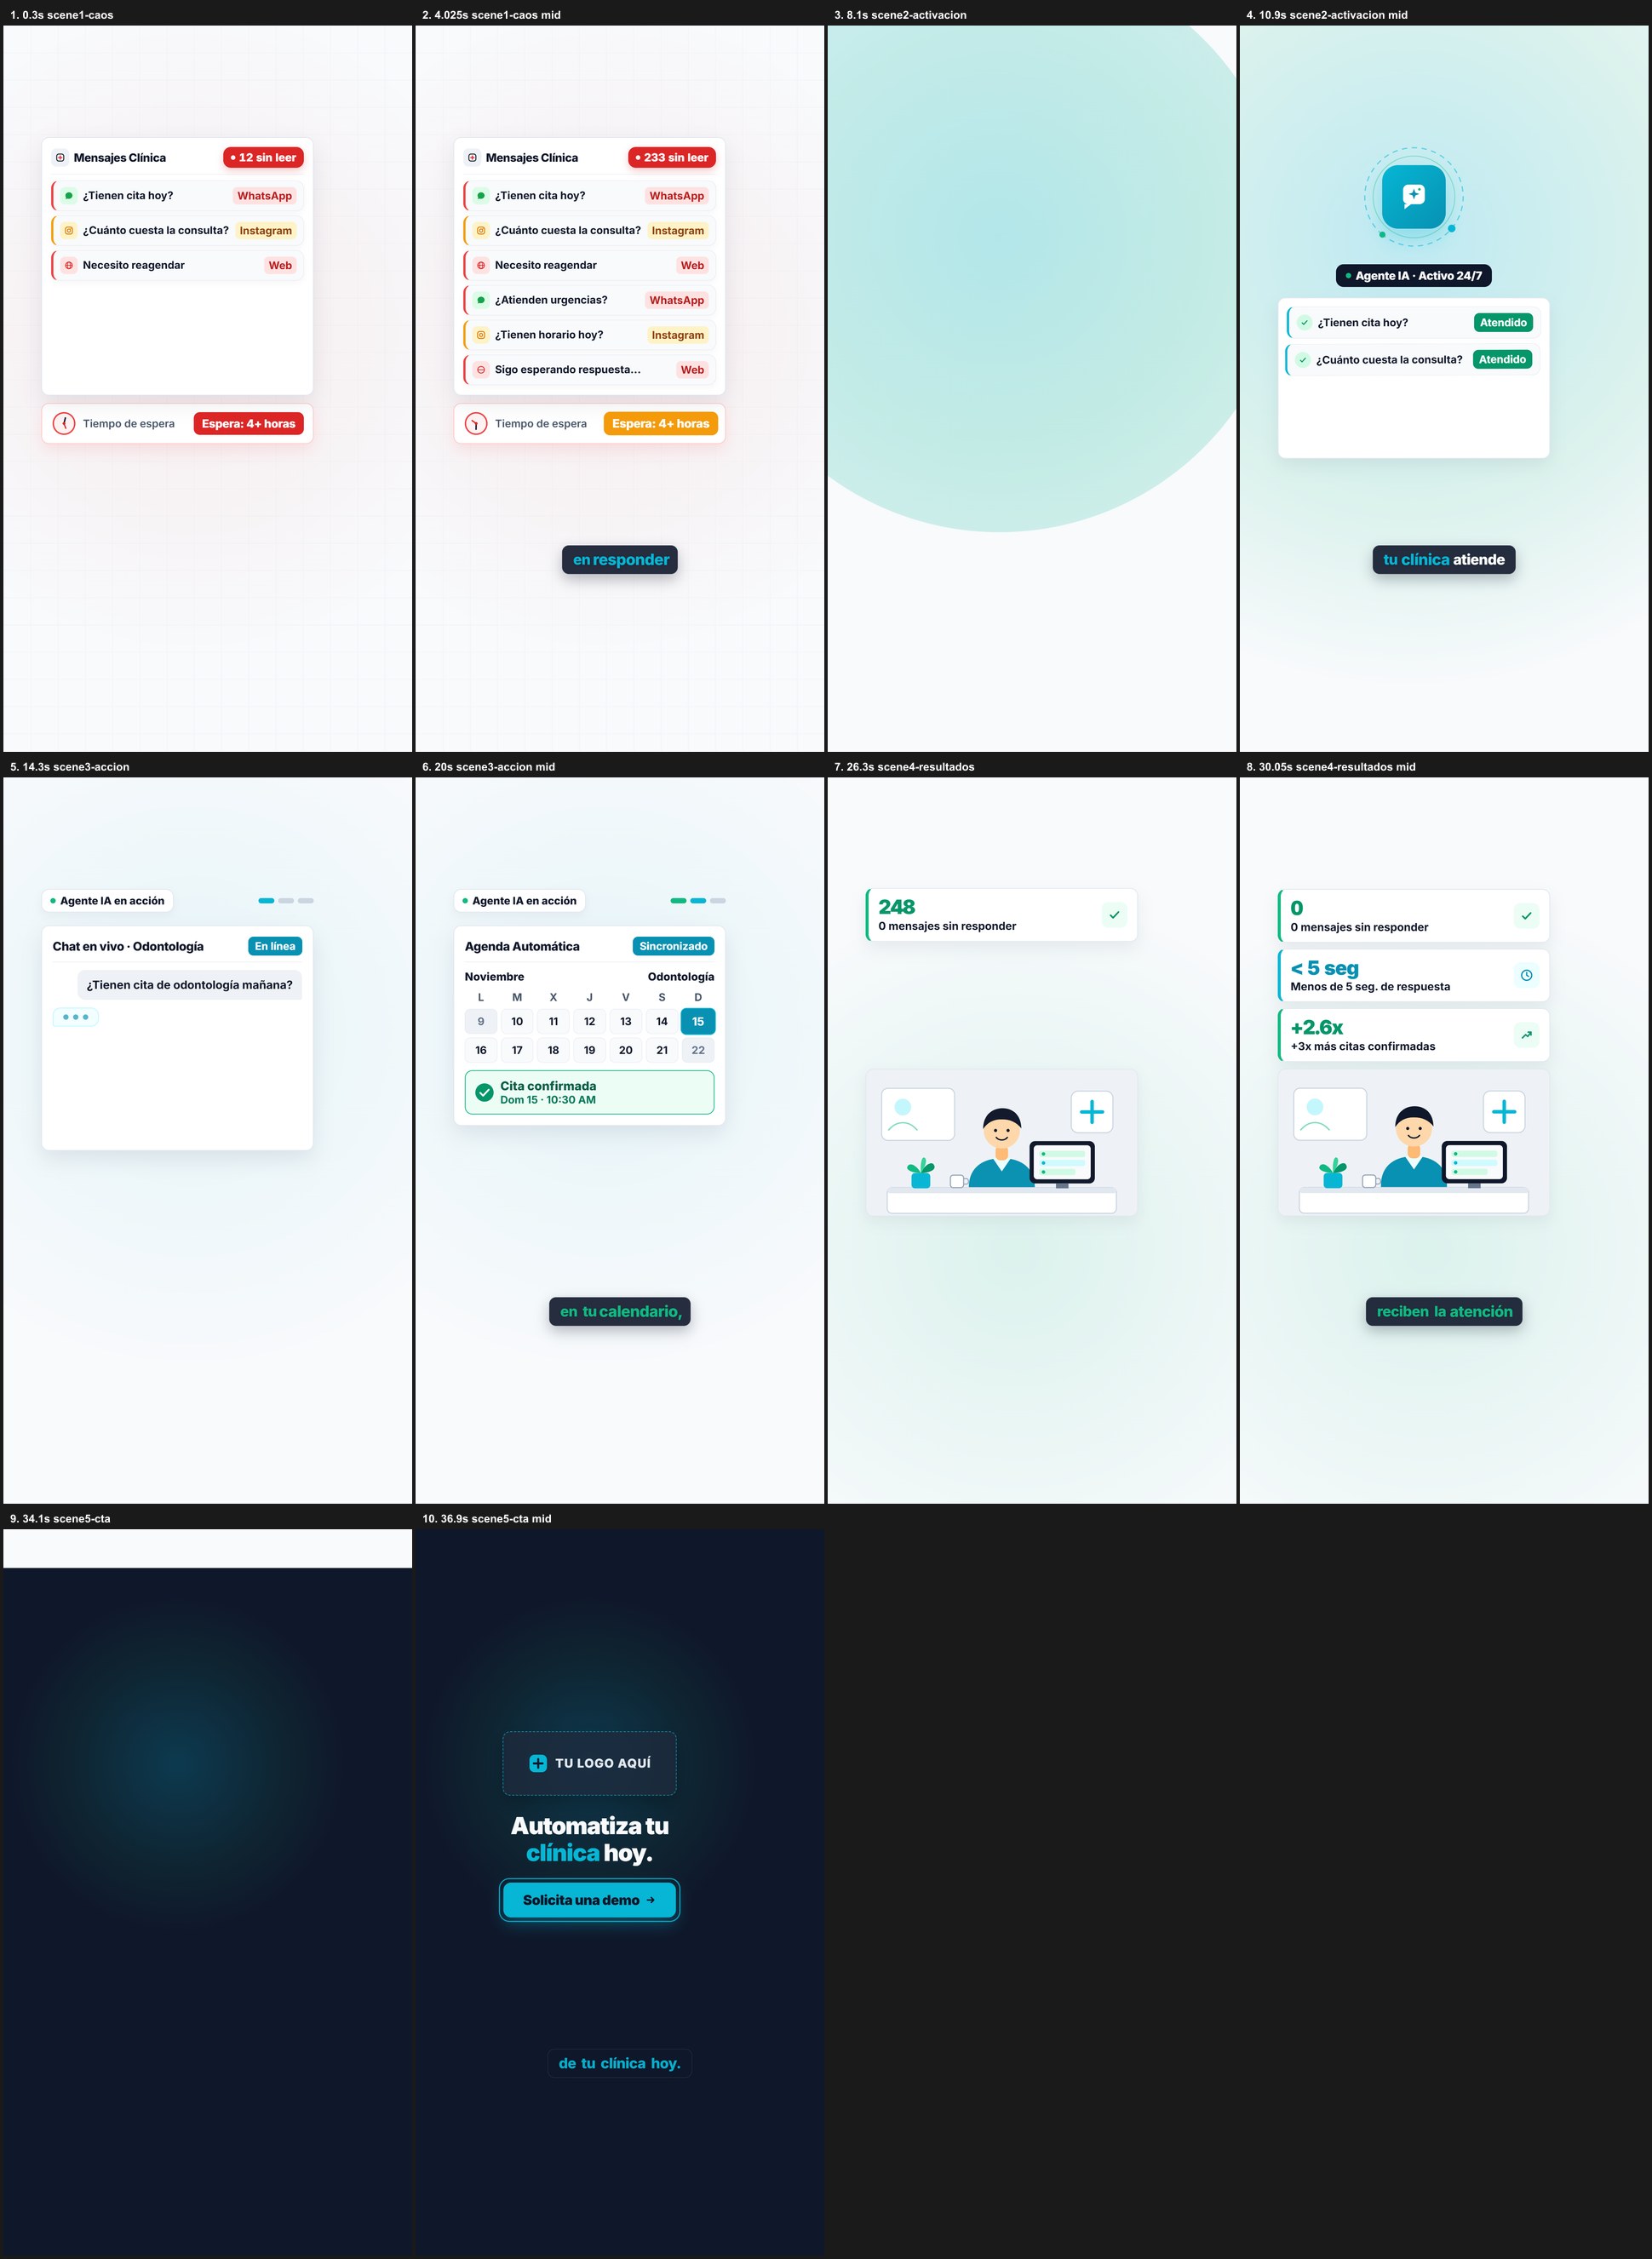 1. 0.3s scene1-caos
Mensajes Clínica
• 12 sin leer
¿Tienen cita hoy?
WhatsApp
¿Cuánto cuesta la consulta?
Instagram
Necesito reagendar
Web
Tiempo de espera
Espera: 4+ horas
2. 4.025s scene1-caos mid
Mensajes Clínica
• 233 sin leer
¿Tienen cita hoy?
WhatsApp
¿Cuánto cuesta la consulta?
Instagram
Necesito reagendar
Web
¿Atienden urgencias?
WhatsApp
¿Tienen horario hoy?
Instagram
Sigo esperando respuesta...
Web
Tiempo de espera
Espera: 4+ horas
en responder
3. 8.1s scene2-activacion
4. 10.9s scene2-activacion mid
Agente IA · Activo 24/7
¿Tienen cita hoy?
Atendido
¿Cuánto cuesta la consulta?
Atendido
tu clínica atiende
5. 14.3s scene3-accion
Agente IA en acción
Chat en vivo · Odontología
En línea
¿Tienen cita de odontología mañana?
6. 20s scene3-accion mid
Agente IA en acción
Agenda Automática
Sincronizado
Noviembre
Odontología
L M X J V S D
9 10 11 12 13 14 15
16 17 18 19 20 21 22
Cita confirmada
Dom 15 · 10:30 AM
en tu calendario,
7. 26.3s scene4-resultados
248
0 mensajes sin responder
8. 30.05s scene4-resultados mid
0
0 mensajes sin responder
< 5 seg
Menos de 5 seg. de respuesta
+2.6x
+3x más citas confirmadas
reciben la atención
9. 34.1s scene5-cta
10. 36.9s scene5-cta mid
TU LOGO AQUÍ
Automatiza tu
clínica hoy.
Solicita una demo →
de tu clínica hoy.